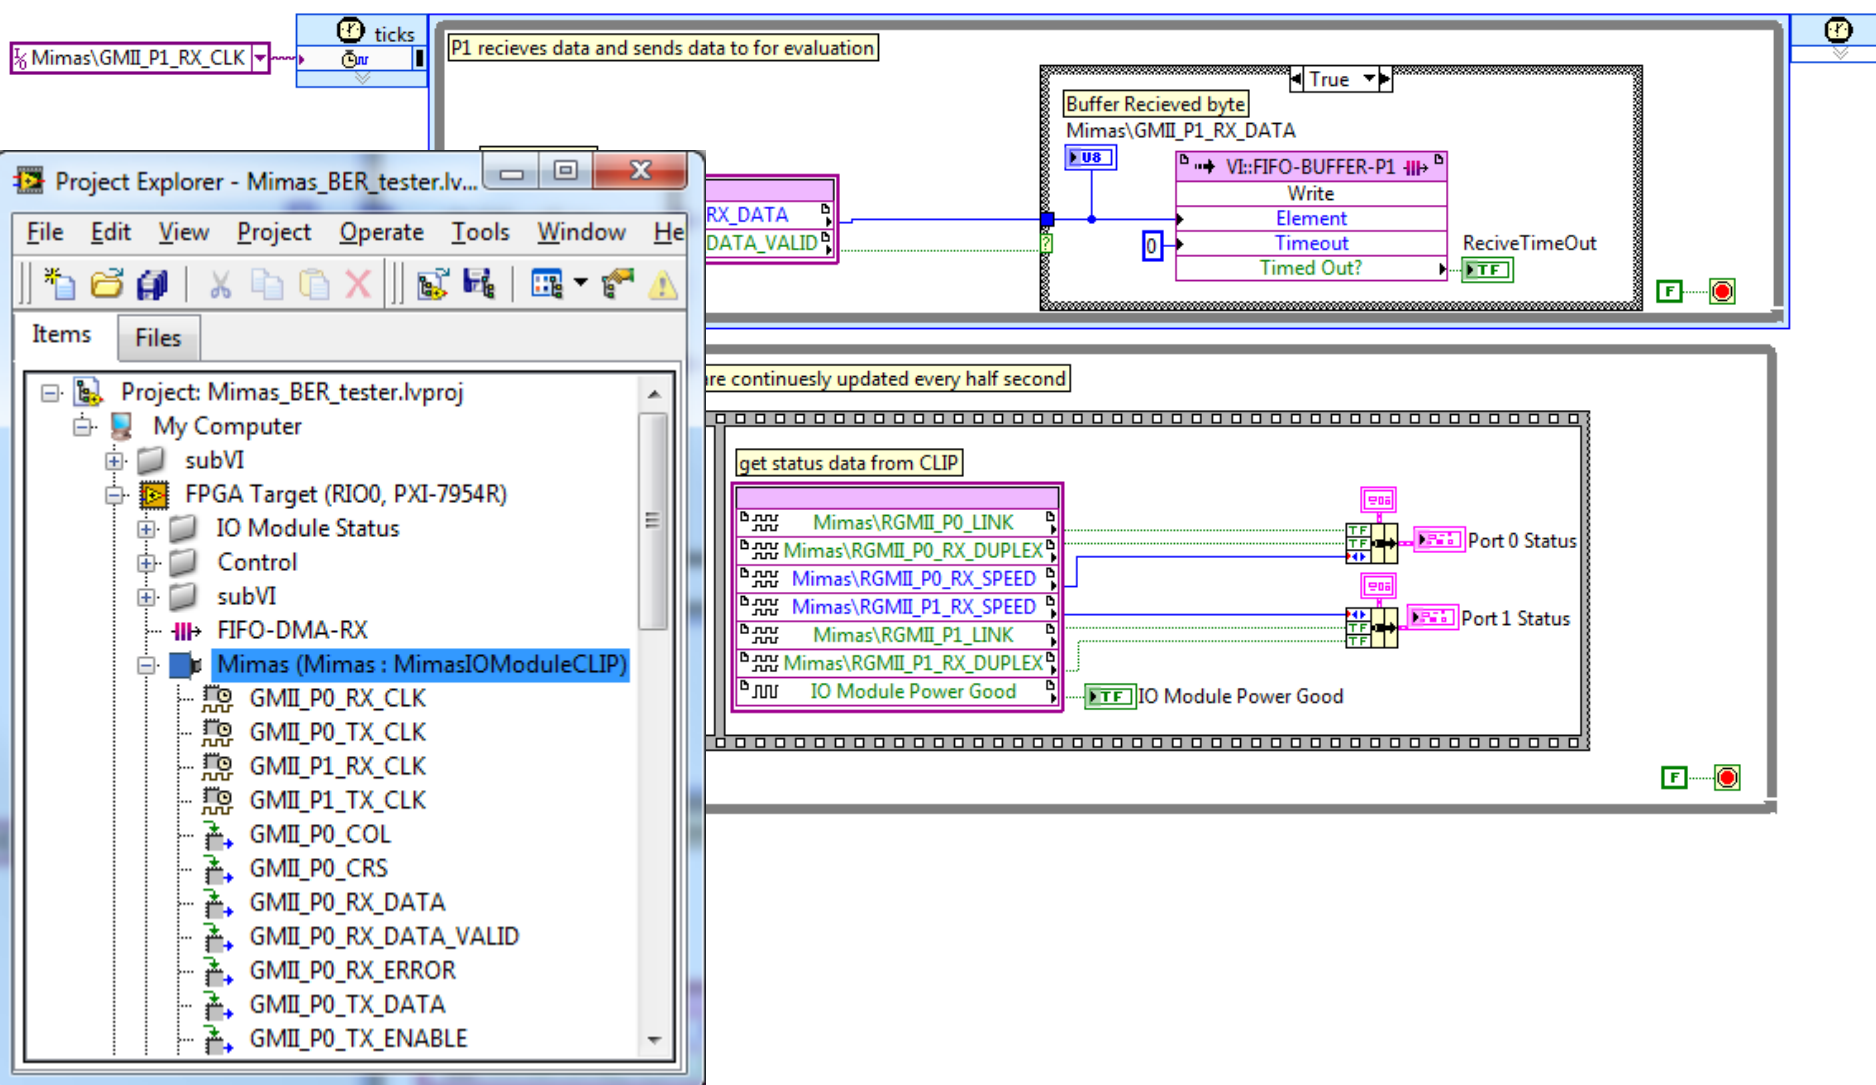 Mimas\GMII_P1_RX_CLK
ticks
P1 recieves data and sends data to for evaluation
True
Buffer Recieved byte
Mimas\GMII_P1_RX_DATA
U8
VI::FIFO-BUFFER-P1
Write
Element
Timeout
Timed Out?
0
ReciveTimeOut
TF
F
RX_DATA
DATA_VALID
?
Project Explorer - Mimas_BER_tester.lv...
File Edit View Project Operate Tools Window He
Items Files
Project: Mimas_BER_tester.lvproj
My Computer
subVI
FPGA Target (RIO0, PXI-7954R)
IO Module Status
Control
subVI
FIFO-DMA-RX
Mimas (Mimas : MimasIOModuleCLIP)
GMII_P0_RX_CLK
GMII_P0_TX_CLK
GMII_P1_RX_CLK
GMII_P1_TX_CLK
GMII_P0_COL
GMII_P0_CRS
GMII_P0_RX_DATA
GMII_P0_RX_DATA_VALID
GMII_P0_RX_ERROR
GMII_P0_TX_DATA
GMII_P0_TX_ENABLE
are continuesly updated every half second
get status data from CLIP
Mimas\RGMII_P0_LINK
Mimas\RGMII_P0_RX_DUPLEX
Mimas\RGMII_P0_RX_SPEED
Mimas\RGMII_P1_RX_SPEED
Mimas\RGMII_P1_LINK
Mimas\RGMII_P1_RX_DUPLEX
IO Module Power Good
TF
TF
Port 0 Status
TF
TF
Port 1 Status
TF
IO Module Power Good
F